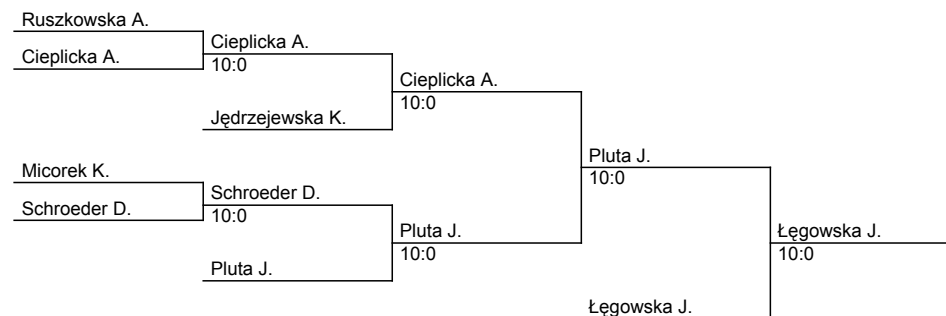 Ruszkowska A.
Cieplicka A.
Cieplicka A.
10:0
Cieplicka A.
10:0
Jędrzejewska K.
Pluta J.
10:0
Micorek K.
Schroeder D.
Schroeder D.
10:0
Pluta J.
10:0
Łęgowska J.
10:0
Pluta J.
Łęgowska J.